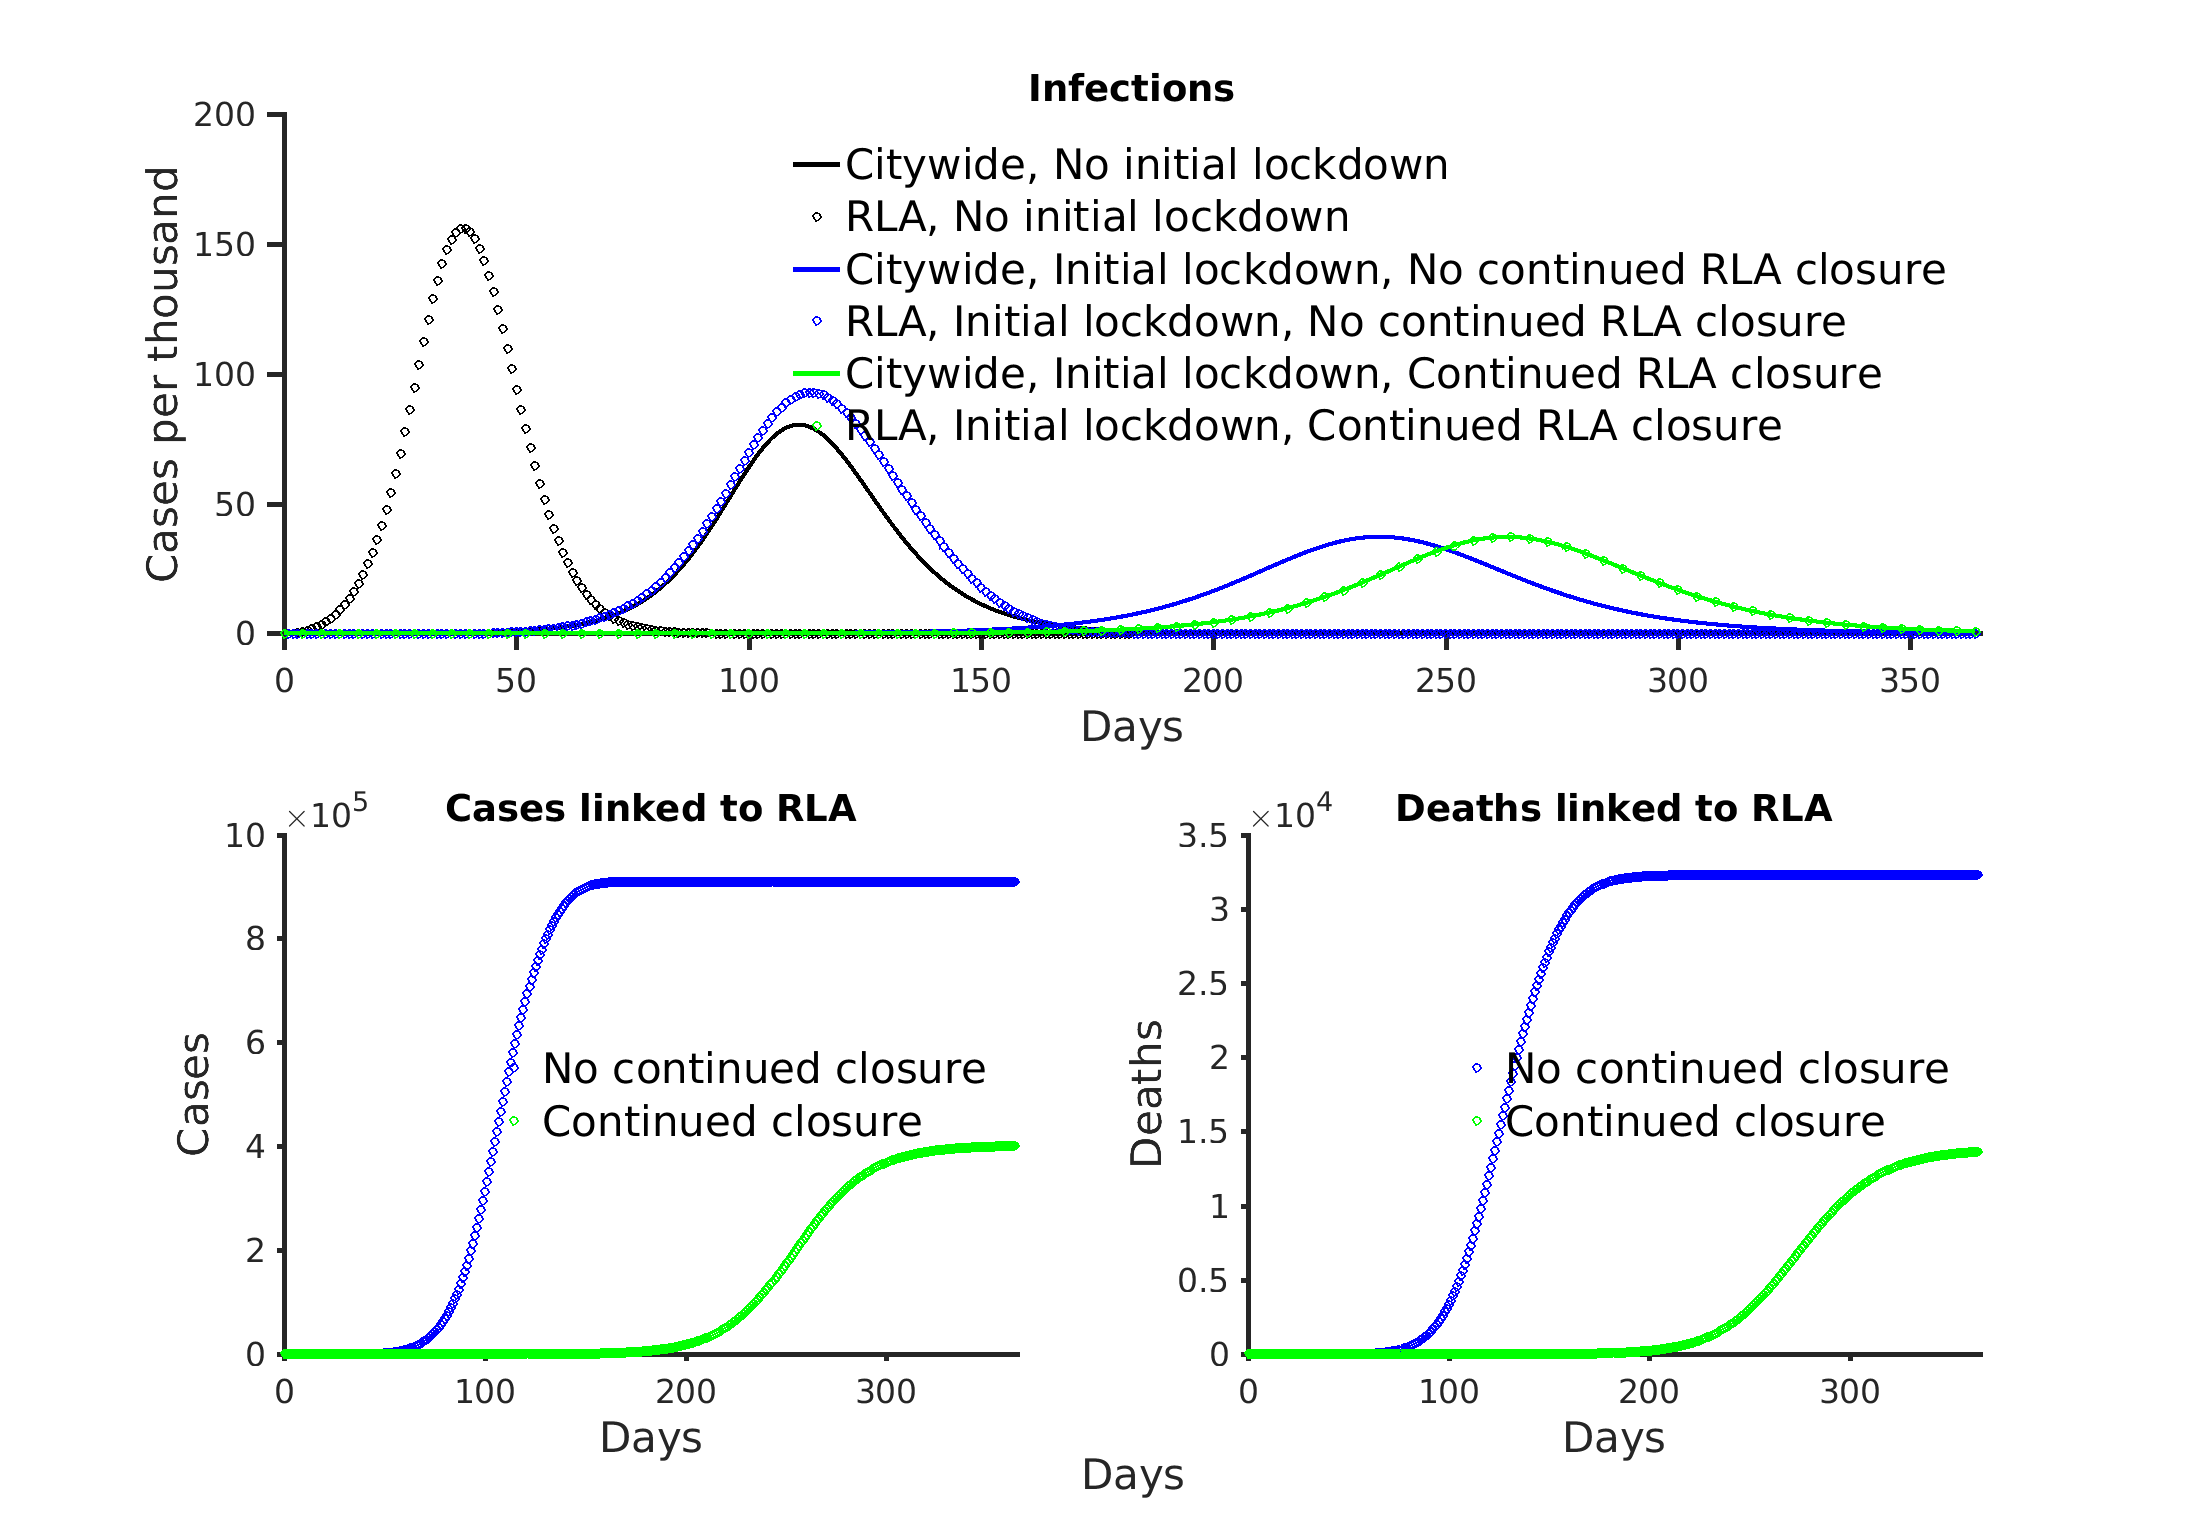 Infections
200
150
100
50
0
Cases per thousand
Citywide, No initial lockdown
RLA, No initial lockdown
Citywide, Initial lockdown, No continued RLA closure
RLA, Initial lockdown, No continued RLA closure
Citywide, Initial lockdown, Continued RLA closure
RLA, Initial lockdown, Continued RLA closure
0 50 100 150 200 250 300 350
Days
Cases linked to RLA
×10^5
10
8
6
4
2
0
Cases
No continued closure
Continued closure
0 100 200 300
Days
Deaths linked to RLA
×10^4
3.5
3
2.5
2
1.5
1
0.5
0
Deaths
No continued closure
Continued closure
0 100 200 300
Days
Days